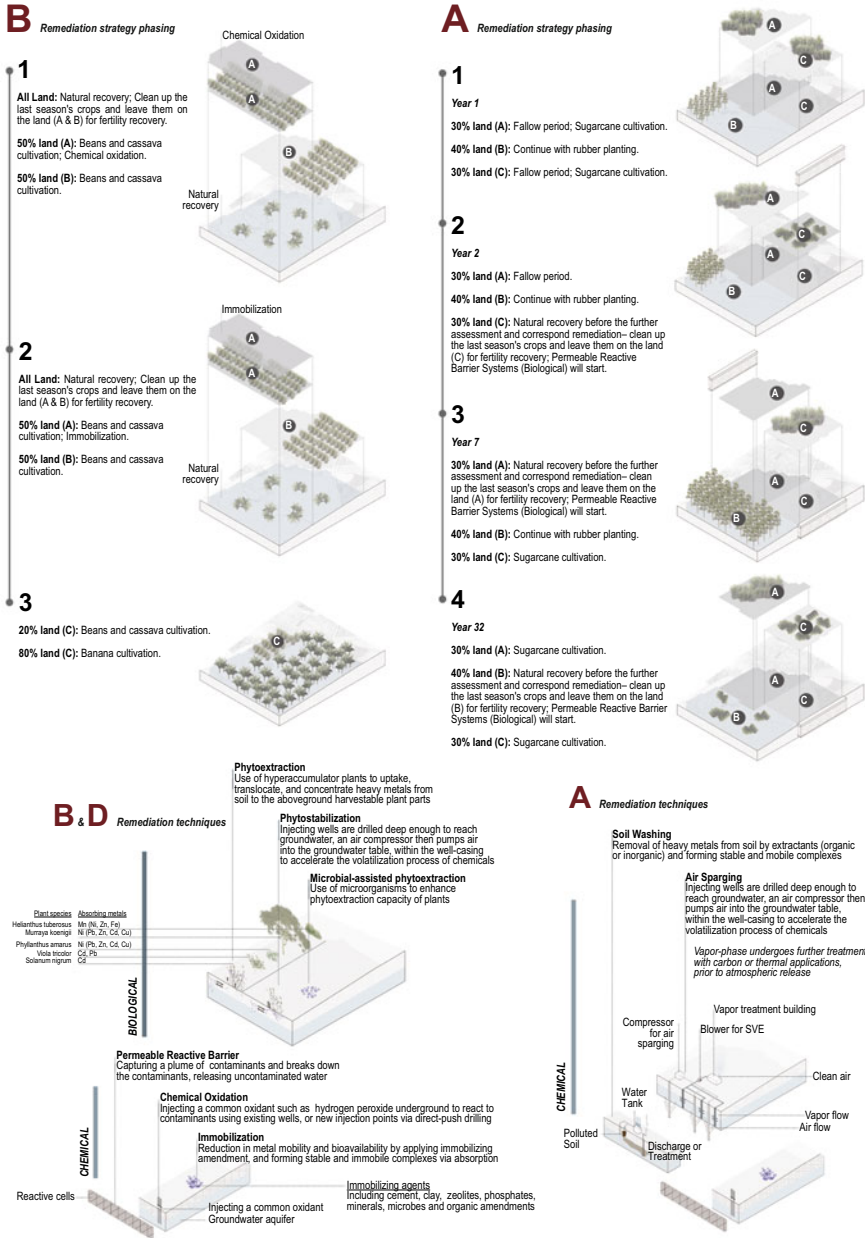 B Remediation strategy phasing
Chemical Oxidation
A
A
B
Natural
recovery
1
All Land: Natural recovery; Clean up the
last season's crops and leave them on
the land (A & B) for fertility recovery.
50% land (A): Beans and cassava
cultivation; Chemical oxidation.
50% land (B): Beans and cassava
cultivation.
Immobilization
A
A
B
Natural
recovery
2
All Land: Natural recovery; Clean up the
last season's crops and leave them on the
land (A & B) for fertility recovery.
50% land (A): Beans and cassava
cultivation; Immobilization.
50% land (B): Beans and cassava
cultivation.
3
20% land (C): Beans and cassava cultivation.
80% land (C): Banana cultivation.
C
A Remediation strategy phasing
1
Year 1
30% land (A): Fallow period; Sugarcane cultivation.
40% land (B): Continue with rubber planting.
30% land (C): Fallow period; Sugarcane cultivation.
A
C
A
C
B
2
Year 2
30% land (A): Fallow period.
40% land (B): Continue with rubber planting.
30% land (C): Natural recovery before the further
assessment and correspond remediation– clean up
the last season's crops and leave them on the land
(C) for fertility recovery; Permeable Reactive
Barrier Systems (Biological) will start.
A
C
A
C
B
3
Year 7
30% land (A): Natural recovery before the further
assessment and correspond remediation– clean
up the last season's crops and leave them on the
land (A) for fertility recovery; Permeable Reactive
Barrier Systems (Biological) will start.
40% land (B): Continue with rubber planting.
30% land (C): Sugarcane cultivation.
A
C
A
C
B
4
Year 32
30% land (A): Sugarcane cultivation.
40% land (B): Natural recovery before the further
assessment and correspond remediation– clean up
the last season's crops and leave them on the land
(B) for fertility recovery; Permeable Reactive Barrier
Systems (Biological) will start.
30% land (C): Sugarcane cultivation.
A
C
A
C
B
B & D Remediation techniques
Phytoextraction
Use of hyperaccumulator plants to uptake,
translocate, and concentrate heavy metals from
soil to the aboveground harvestable plant parts
Phytostabilization
Injecting wells are drilled deep enough to reach
groundwater, an air compressor then pumps air
into the groundwater table, within the well-casing
to accelerate the volatilization process of chemicals
Microbial-assisted phytoextraction
Use of microorganisms to enhance
phytoextraction capacity of plants
Plant species Absorbing metals
Helianthus tuberosus Mn (Ni, Zn, Fe)
Murraya koenigii Ni (Pb, Zn, Cd, Cu)
Phyllanthus amarus Ni (Pb, Zn, Cd, Cu)
Viola tricolor Cd, Pb
Solanum nigrum Cd
BIOLOGICAL
Permeable Reactive Barrier
Capturing a plume of contaminants and breaks down
the contaminants, releasing uncontaminated water
Chemical Oxidation
Injecting a common oxidant such as hydrogen peroxide underground to react to
contaminants using existing wells, or new injection points via direct-push drilling
Immobilization
Reduction in metal mobility and bioavailability by applying immobilizing
amendment, and forming stable and immobile complexes via absorption
CHEMICAL
Reactive cells
Injecting a common oxidant
Groundwater aquifer
Immobilizing agents
Including cement, clay, zeolites, phosphates,
minerals, microbes and organic amendments
A Remediation techniques
Soil Washing
Removal of heavy metals from soil by extractants (organic
or inorganic) and forming stable and mobile complexes
Air Sparging
Injecting wells are drilled deep enough to
reach groundwater, an air compressor then
pumps air into the groundwater table,
within the well-casing to accelerate the
volatilization process of chemicals
Vapor-phase undergoes further treatment
with carbon or thermal applications,
prior to atmospheric release
CHEMICAL
Vapor treatment building
Compressor
for air
sparging
Blower for SVE
Clean air
Water
Tank
Vapor flow
Air flow
Polluted
Soil
Discharge or
Treatment